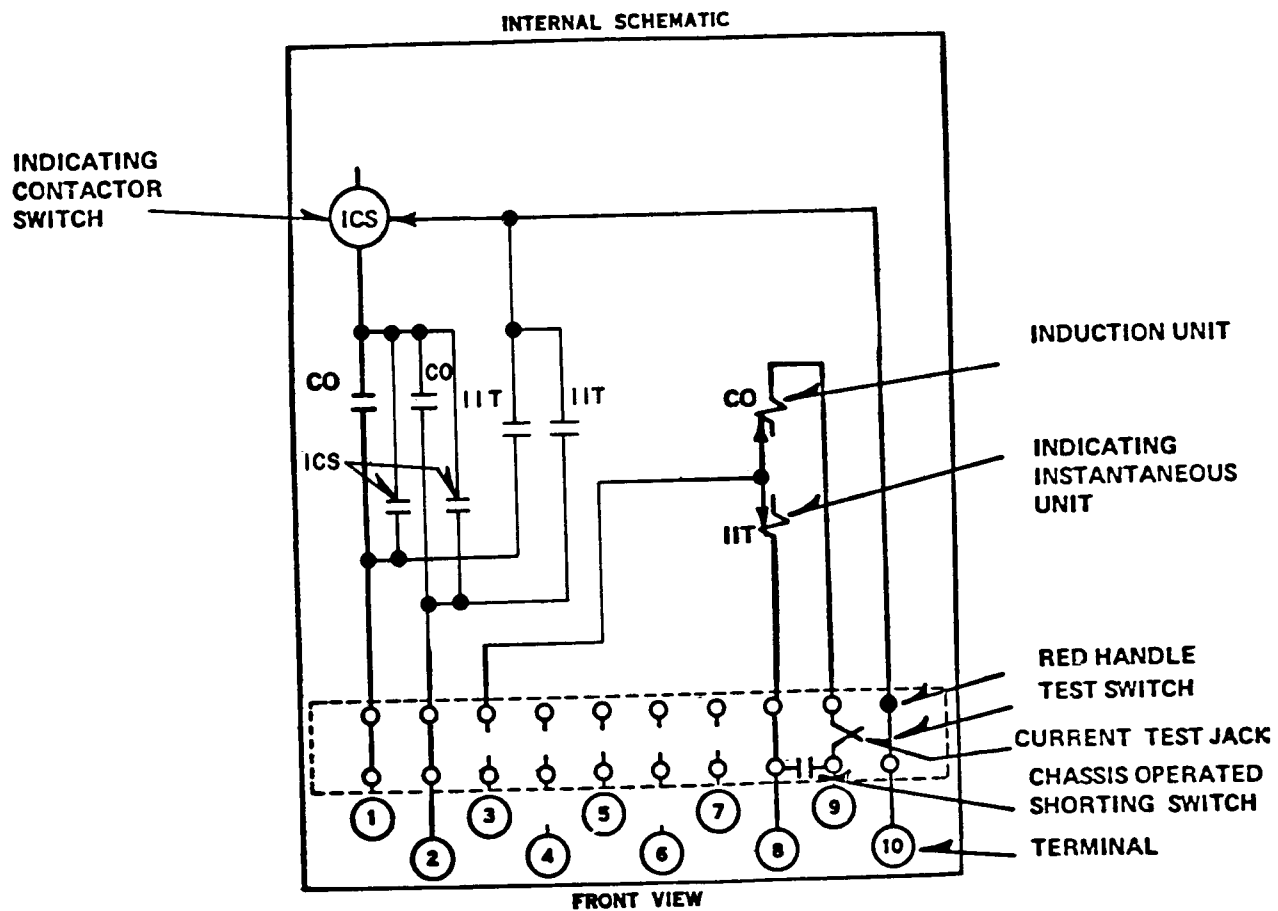 INTERNAL SCHEMATIC
INDICATING
CONTACTOR
SWITCH
ICS
CO
CO
IIT
IIT
ICS
CO
IIT
INDUCTION UNIT
INDICATING
INSTANTANEOUS
UNIT
RED HANDLE
TEST SWITCH
CURRENT TEST JACK
CHASSIS OPERATED
SHORTING SWITCH
TERMINAL
1
2
3
4
5
6
7
8
9
10
FRONT VIEW